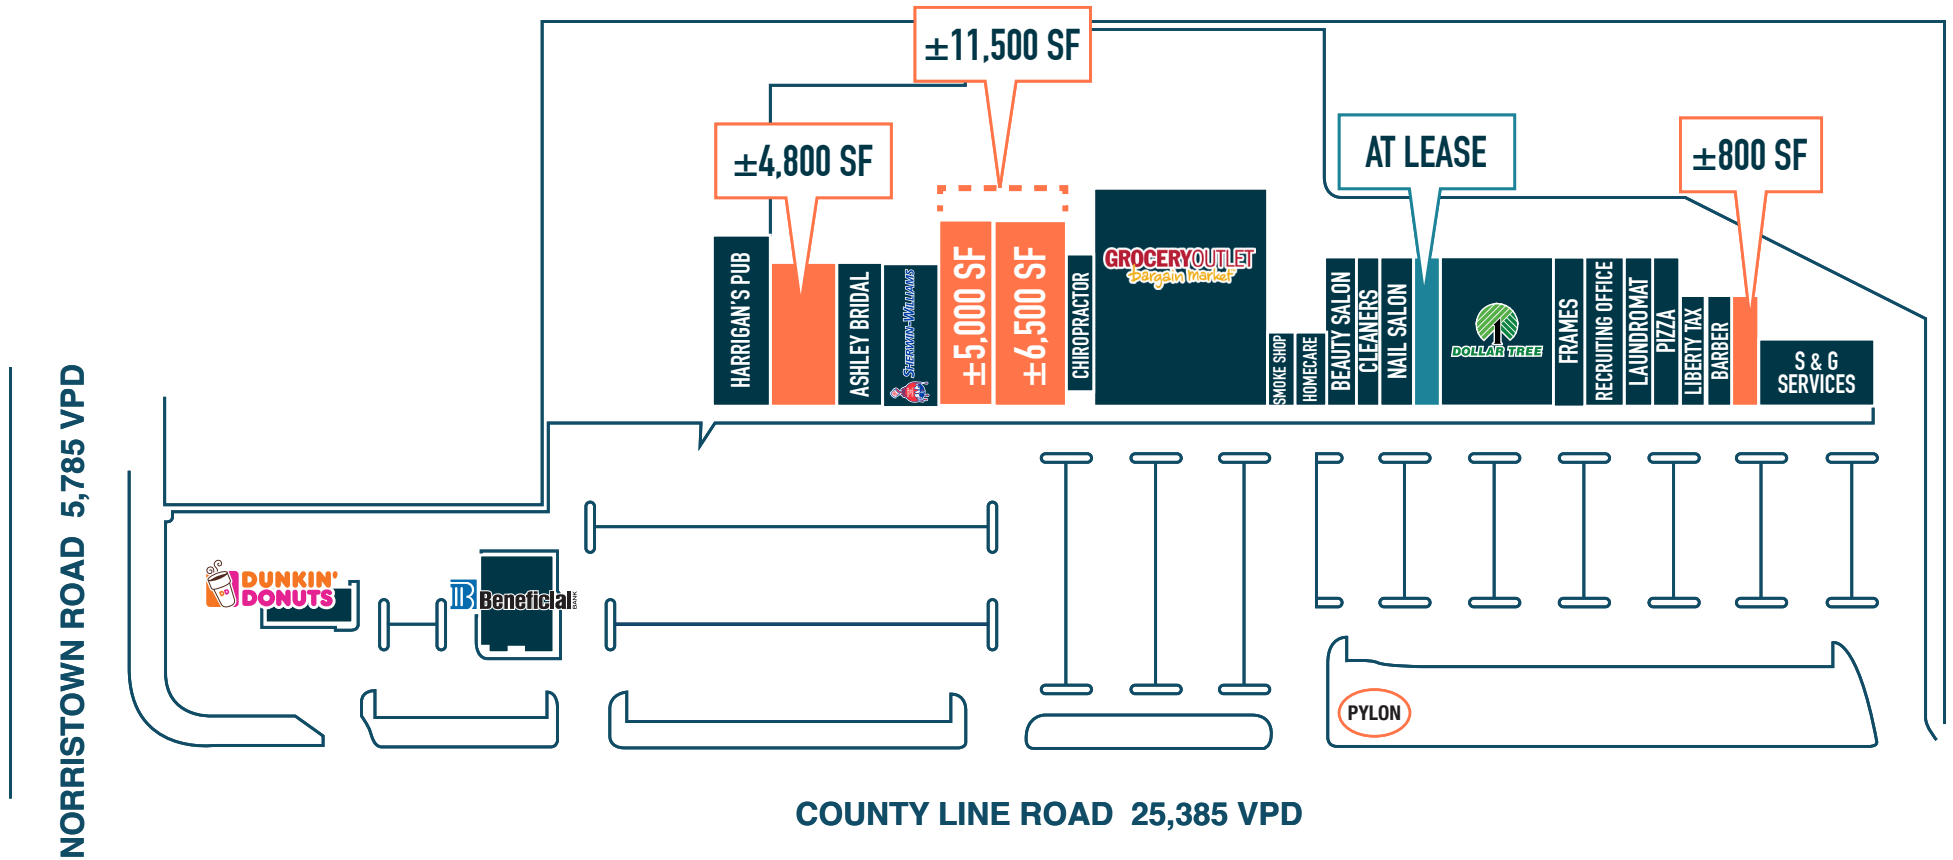 ±11,500 SF
±4,800 SF
AT LEASE
±800 SF
HARRIGAN'S PUB
ASHLEY BRIDAL
SHERWIN-WILLIAMS
±5,000 SF
±6,500 SF
CHIROPRACTOR
GROCERY OUTLET
bargain market
SMOKE SHOP
HOMECARE
BEAUTY SALON
CLEANERS
NAIL SALON
1
DOLLAR TREE
FRAMES
RECRUITING OFFICE
LAUNDROMAT
PIZZA
LIBERTY TAX
BARBER
S & G
SERVICES
NORRISTOWN ROAD 5,785 VPD
DD
DUNKIN'
DONUTS
B
Beneficial
BANK
PYLON
COUNTY LINE ROAD 25,385 VPD